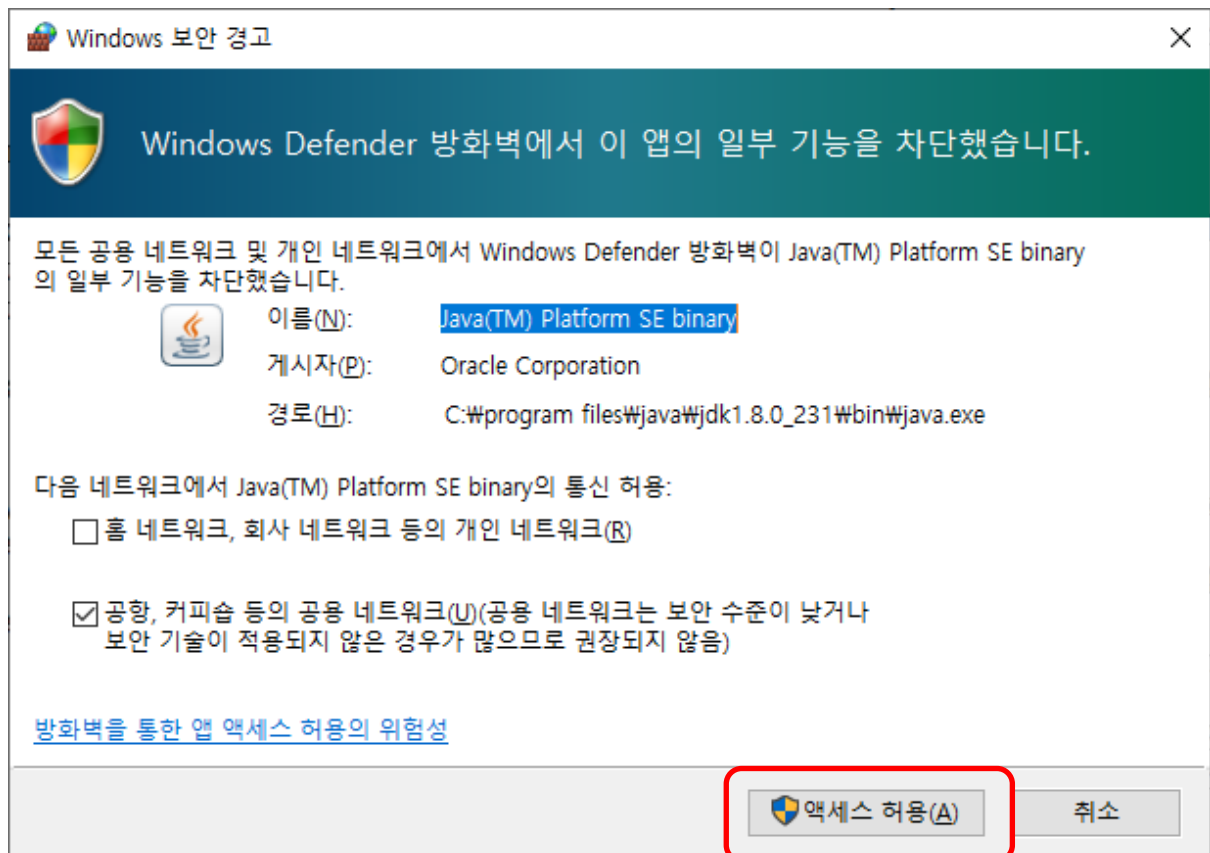 Windows 보안 경고
Windows Defender 방화벽에서 이 앱의 일부 기능을 차단했습니다.
모든 공용 네트워크 및 개인 네트워크에서 Windows Defender 방화벽이 Java(TM) Platform SE binary
의 일부 기능을 차단했습니다.
이름(N): Java(TM) Platform SE binary
게시자(P): Oracle Corporation
경로(H): C:₩program files₩java₩jdk1.8.0_231₩bin₩java.exe
다음 네트워크에서 Java(TM) Platform SE binary의 통신 허용:
홈 네트워크, 회사 네트워크 등의 개인 네트워크(R)
공항, 커피숍 등의 공용 네트워크(U)(공용 네트워크는 보안 수준이 낮거나
보안 기술이 적용되지 않은 경우가 많으므로 권장되지 않음)
방화벽을 통한 앱 액세스 허용의 위험성
액세스 허용(A) 취소